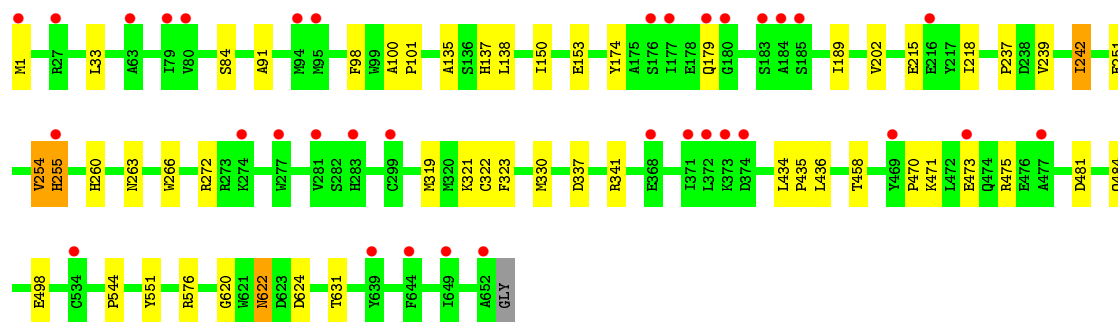 M1 R27 L33 A63 I79 V80 S84 A91 M94 M95 F98 W99 A100 P101 A135 S136 H137 L138 I150 E153 Y174 A175 S176 I177 E178 Q179 G180 S183 A184 S185 I189 V202 E215 E216 Y217 I218 P237 D238 V239 I242 E251
V254 H255 H260 N263 W266 R272 R273 K274 W277 V281 S282 H283 C299 M319 M320 K321 C322 F323 M330 D337 R341 E368 I371 L372 K373 D374 L434 P435 L436 T458 Y469 P470 K471 L472 E473 Q474 R475 E476 A477 D481 Q484
E498 C534 P544 Y551 R576 G620 W621 N622 D623 D624 T631 Y639 F644 I649 A652 GLY